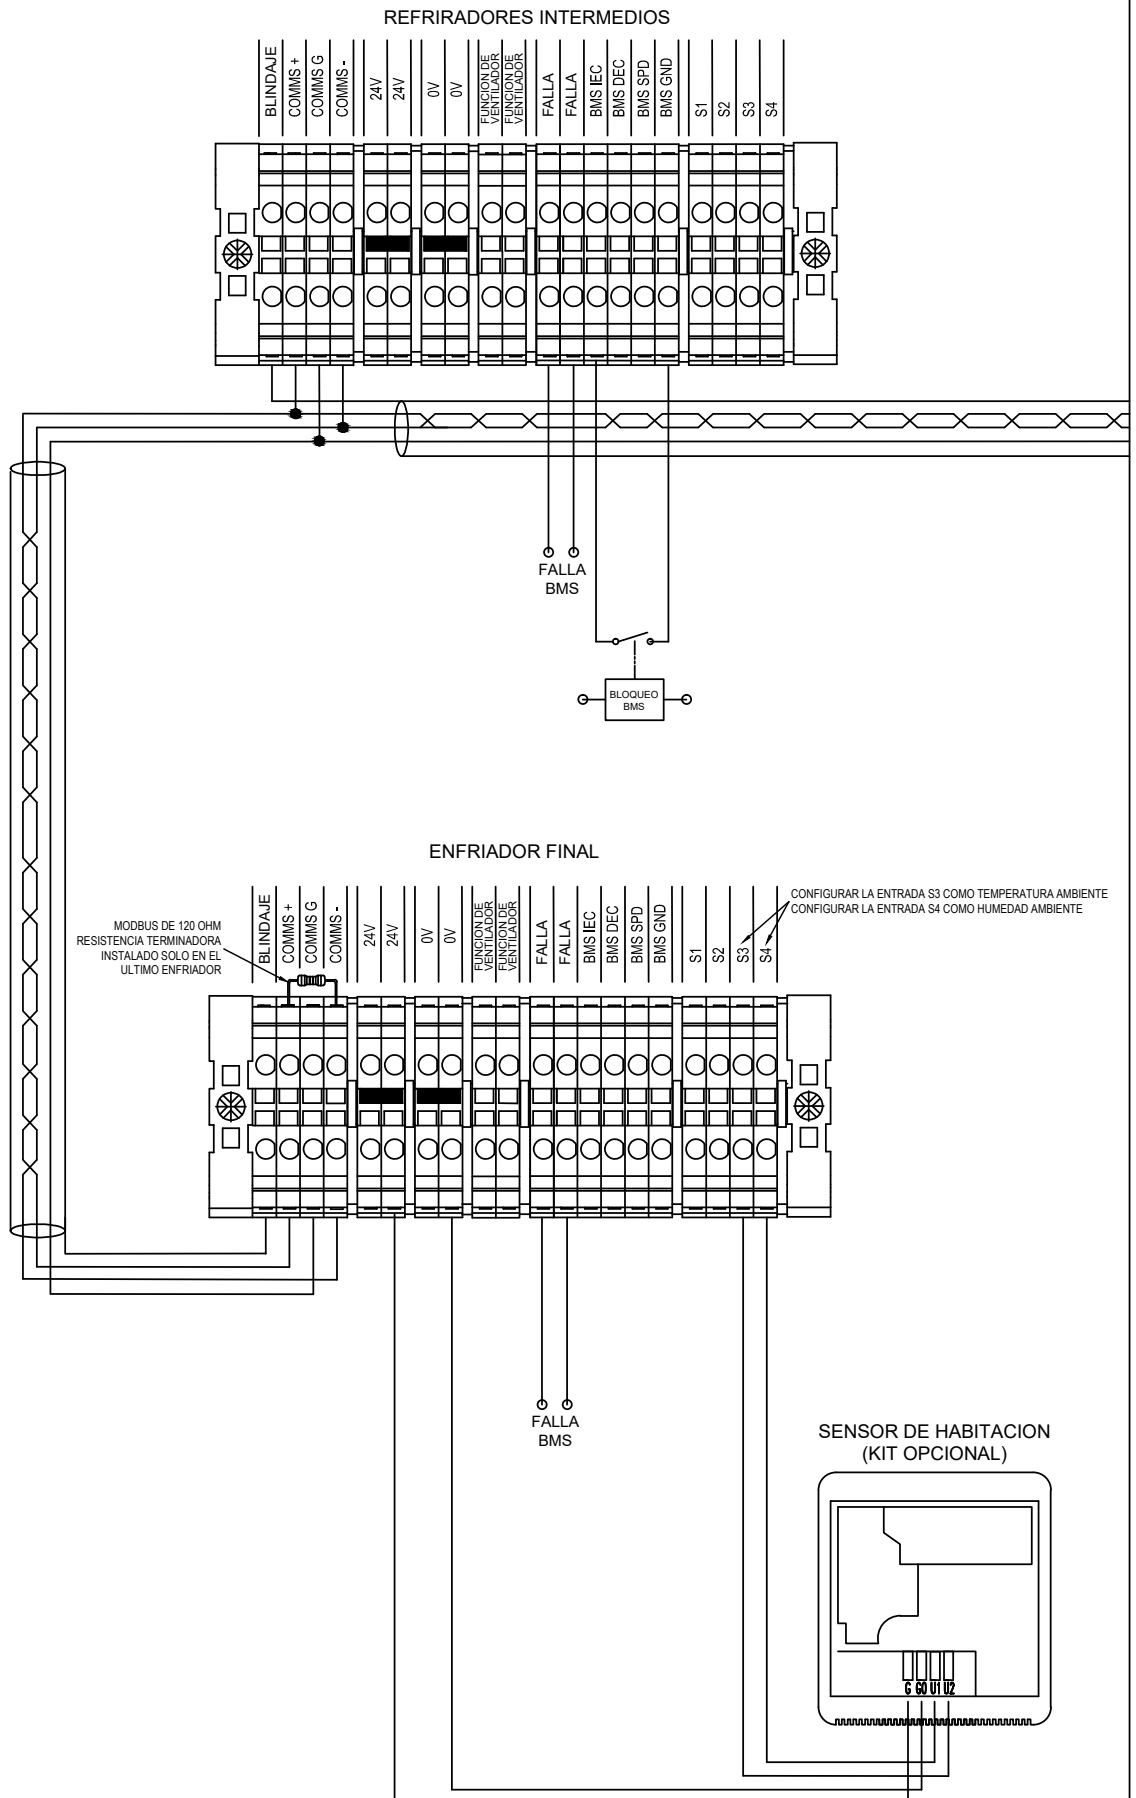 REFRIRADORES INTERMEDIOS
BLINDAJE
COMMS +
COMMS G
COMMS -
24V
24V
0V
0V
FUNCION DE
VENTILADOR
FUNCION DE
VENTILADOR
FALLA
FALLA
BMS IEC
BMS DEC
BMS SPD
BMS GND
S1
S2
S3
S4
FALLA
BMS
BLOQUEO
BMS
ENFRIADOR FINAL
MODBUS DE 120 OHM
RESISTENCIA TERMINADORA
INSTALADO SOLO EN EL
ULTIMO ENFRIADOR
BLINDAJE
COMMS +
COMMS G
COMMS -
24V
24V
0V
0V
FUNCION DE
VENTILADOR
FUNCION DE
VENTILADOR
FALLA
FALLA
BMS IEC
BMS DEC
BMS SPD
BMS GND
S1
S2
S3
S4
CONFIGURAR LA ENTRADA S3 COMO TEMPERATURA AMBIENTE
CONFIGURAR LA ENTRADA S4 COMO HUMEDAD AMBIENTE
FALLA
BMS
SENSOR DE HABITACION
(KIT OPCIONAL)
G G0 U1 U2